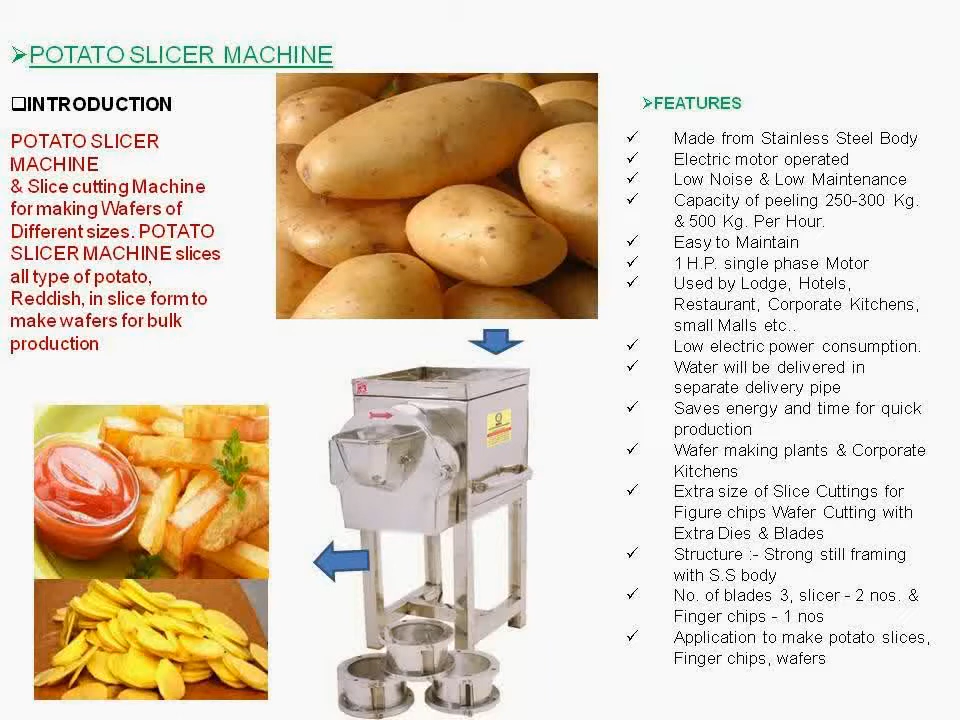 POTATO SLICER MACHINE
INTRODUCTION
POTATO SLICER
MACHINE
& Slice cutting Machine
for making Wafers of
Different sizes. POTATO
SLICER MACHINE slices
all type of potato,
Reddish, in slice form to
make wafers for bulk
production
FEATURES
Made from Stainless Steel Body
Electric motor operated
Low Noise & Low Maintenance
Capacity of peeling 250-300 Kg.
& 500 Kg. Per Hour.
Easy to Maintain
1 H.P. single phase Motor
Used by Lodge, Hotels,
Restaurant, Corporate Kitchens,
small Malls etc..
Low electric power consumption.
Water will be delivered in
separate delivery pipe
Saves energy and time for quick
production
Wafer making plants & Corporate
Kitchens
Extra size of Slice Cuttings for
Figure chips Wafer Cutting with
Extra Dies & Blades
Structure :- Strong still framing
with S.S body
No. of blades 3, slicer - 2 nos. &
Finger chips - 1 nos
Application to make potato slices,
Finger chips, wafers